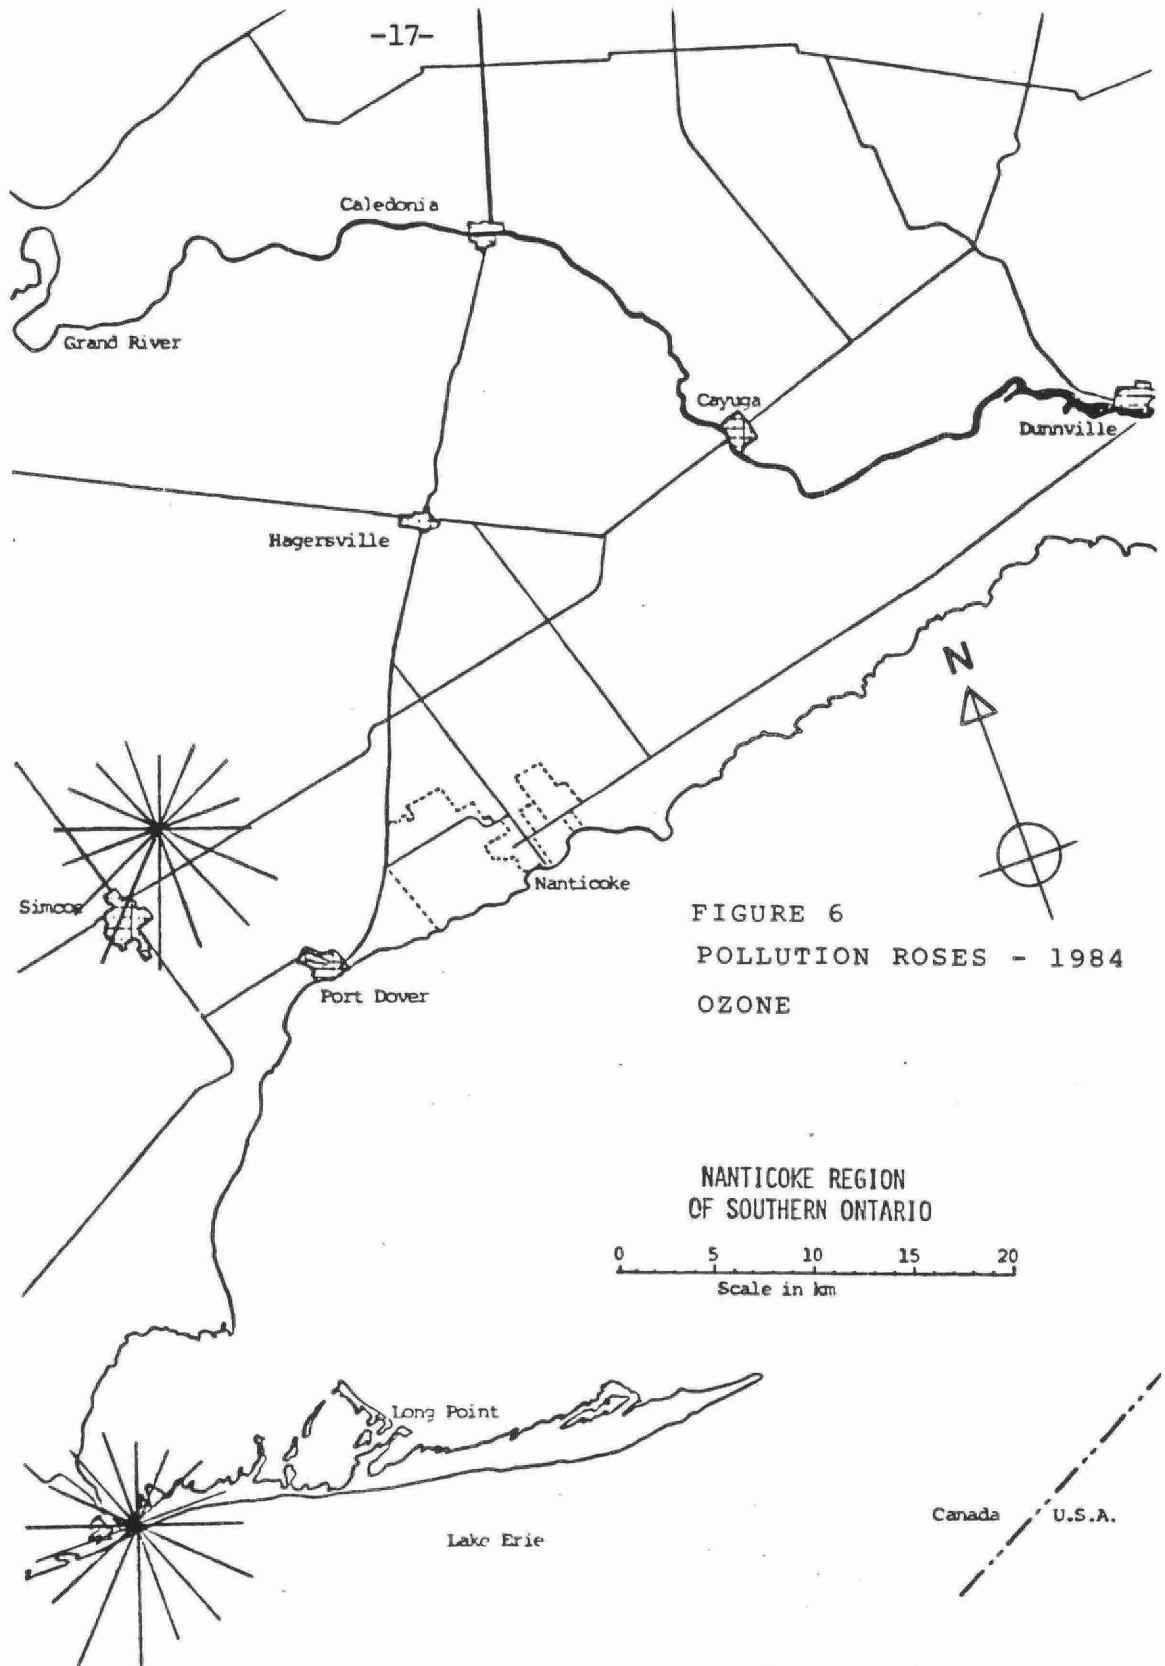 -17-
Caledonia
Grand River
Cayuga
Dunnville
Hagersville
N
Simcoe
Nanticoke
Port Dover
FIGURE 6
POLLUTION ROSES - 1984
OZONE
NANTICOKE REGION
OF SOUTHERN ONTARIO
0 5 10 15 20
Scale in km
Long Point
Lake Erie
Canada U.S.A.